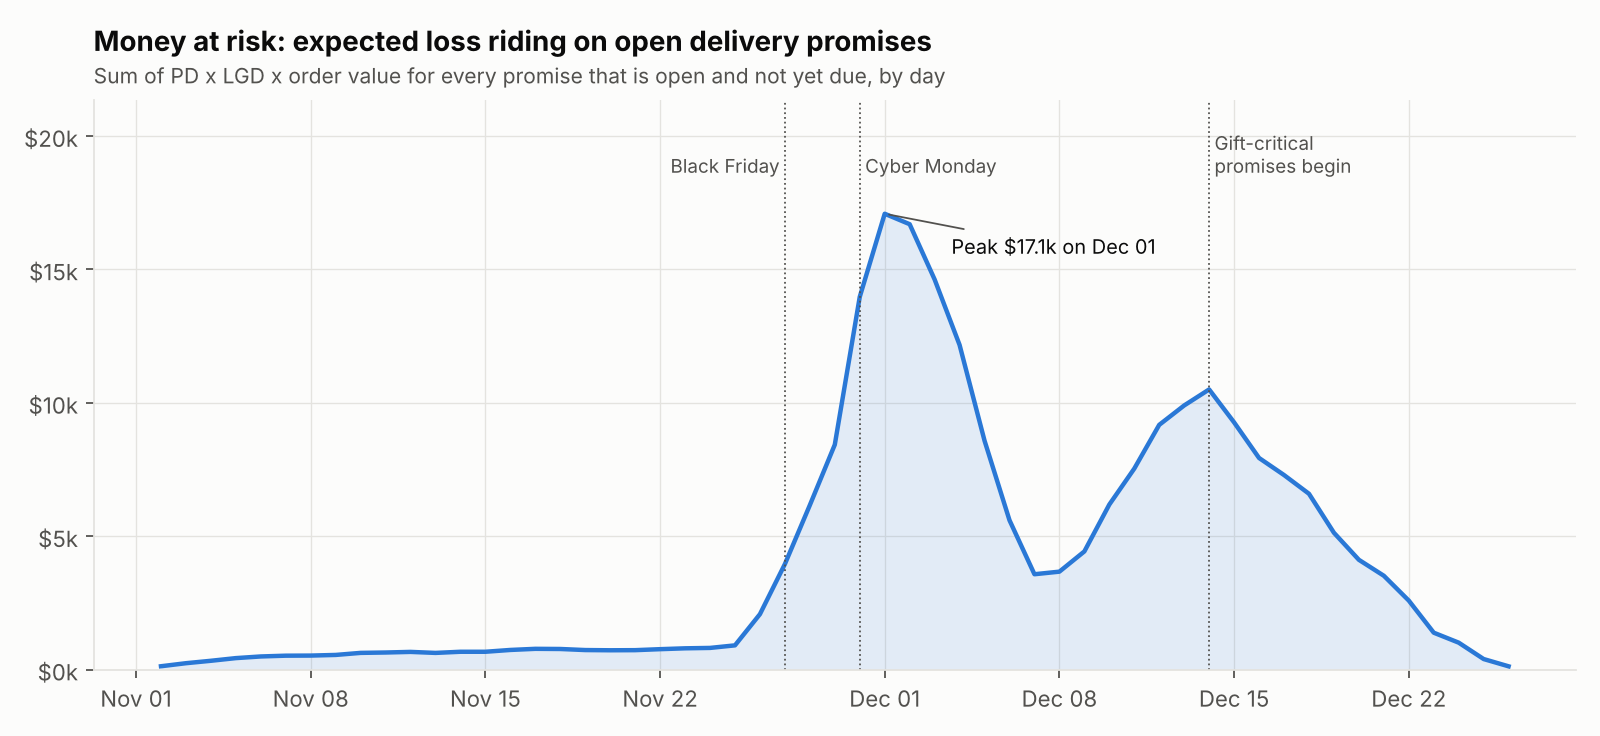 Money at risk: expected loss riding on open delivery promises
Sum of PD x LGD x order value for every promise that is open and not yet due, by day
$20k
$15k
$10k
$5k
$0k
Black Friday
Cyber Monday
Gift-critical
promises begin
Peak $17.1k on Dec 01
Nov 01
Nov 08
Nov 15
Nov 22
Dec 01
Dec 08
Dec 15
Dec 22